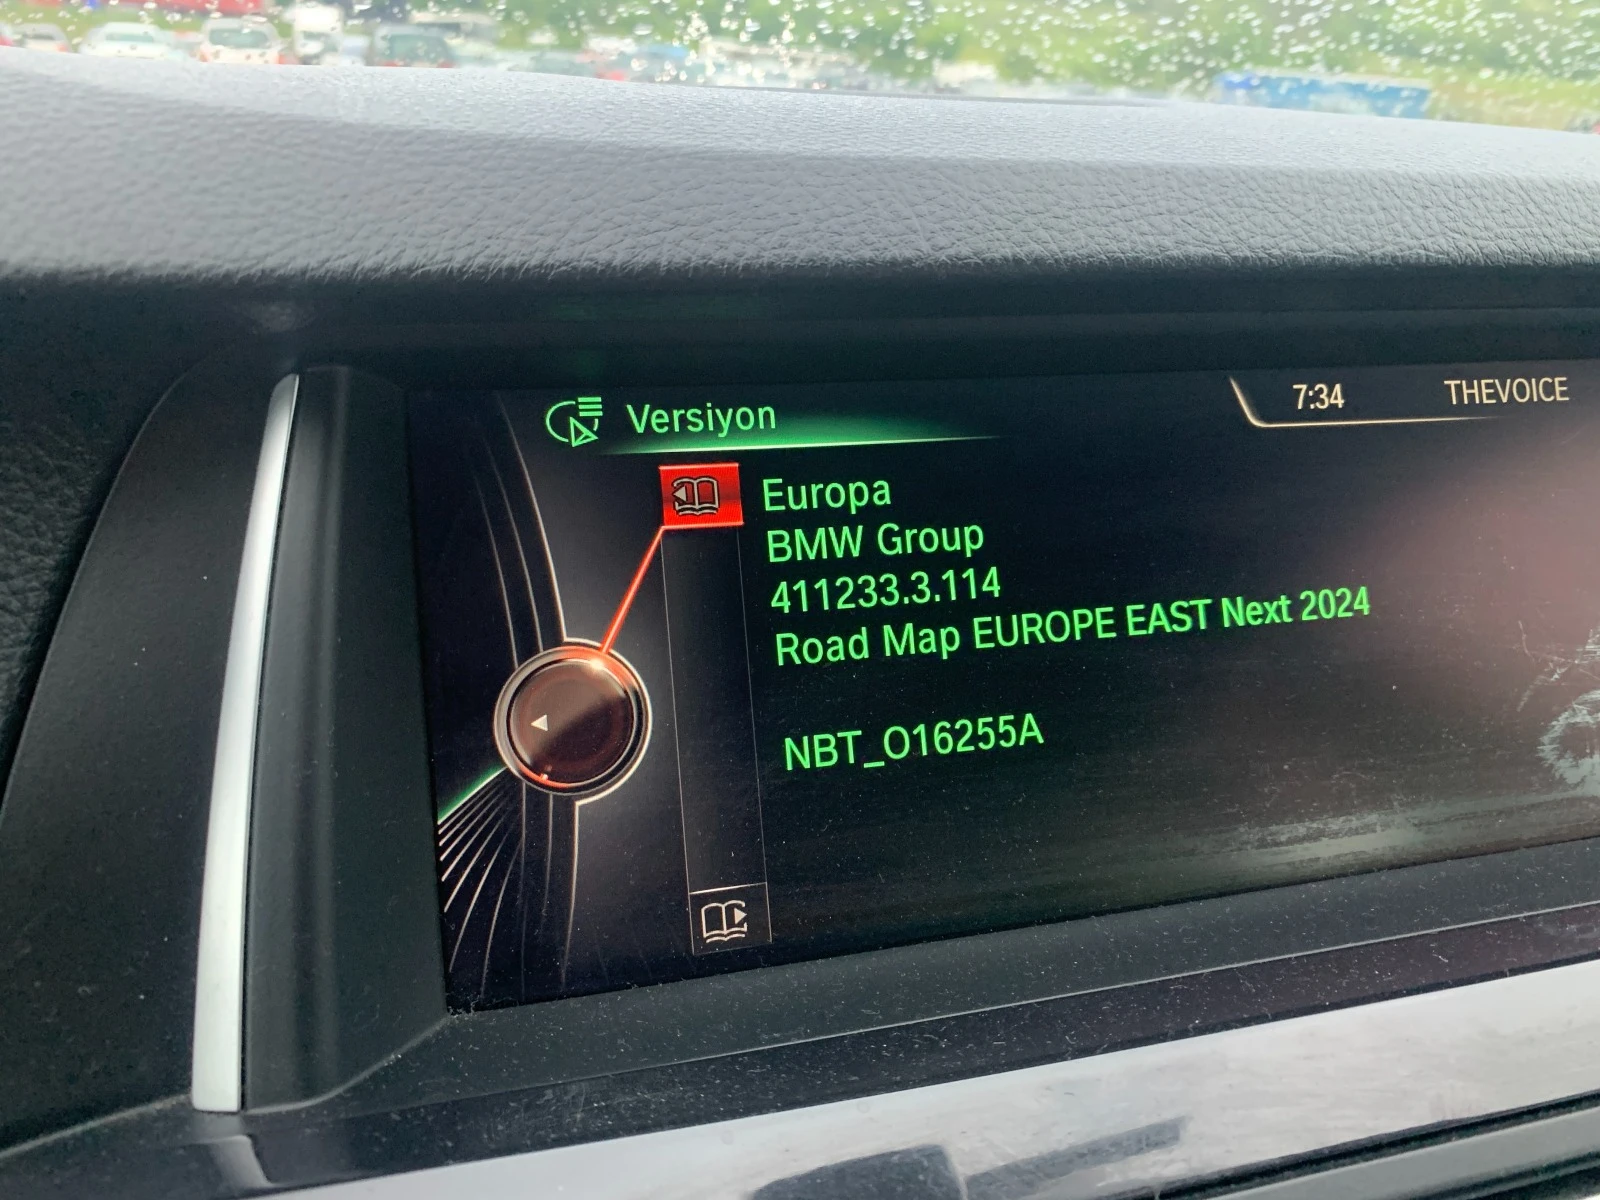 Versiyon
7:34 THEVOICE
Europa
BMW Group
411233.3.114
Road Map EUROPE EAST Next 2024
NBT_O16255A